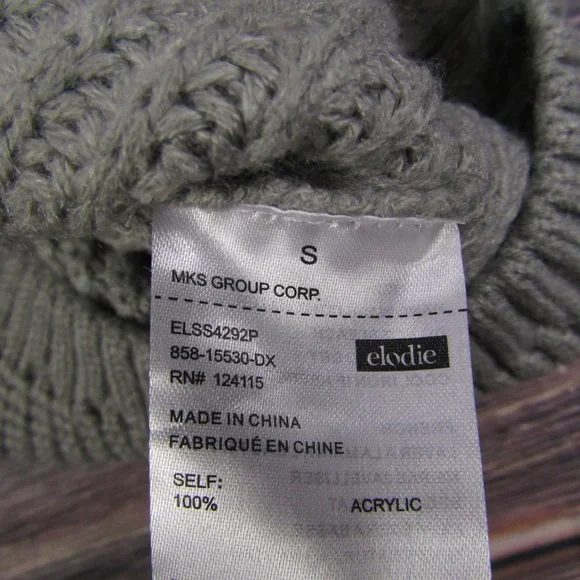 S
MKS GROUP CORP.
ELSS4292P
858-15530-DX
elodie
RN# 124115
MADE IN CHINA
FABRIQUÉ EN CHINE
SELF:
100% ACRYLIC